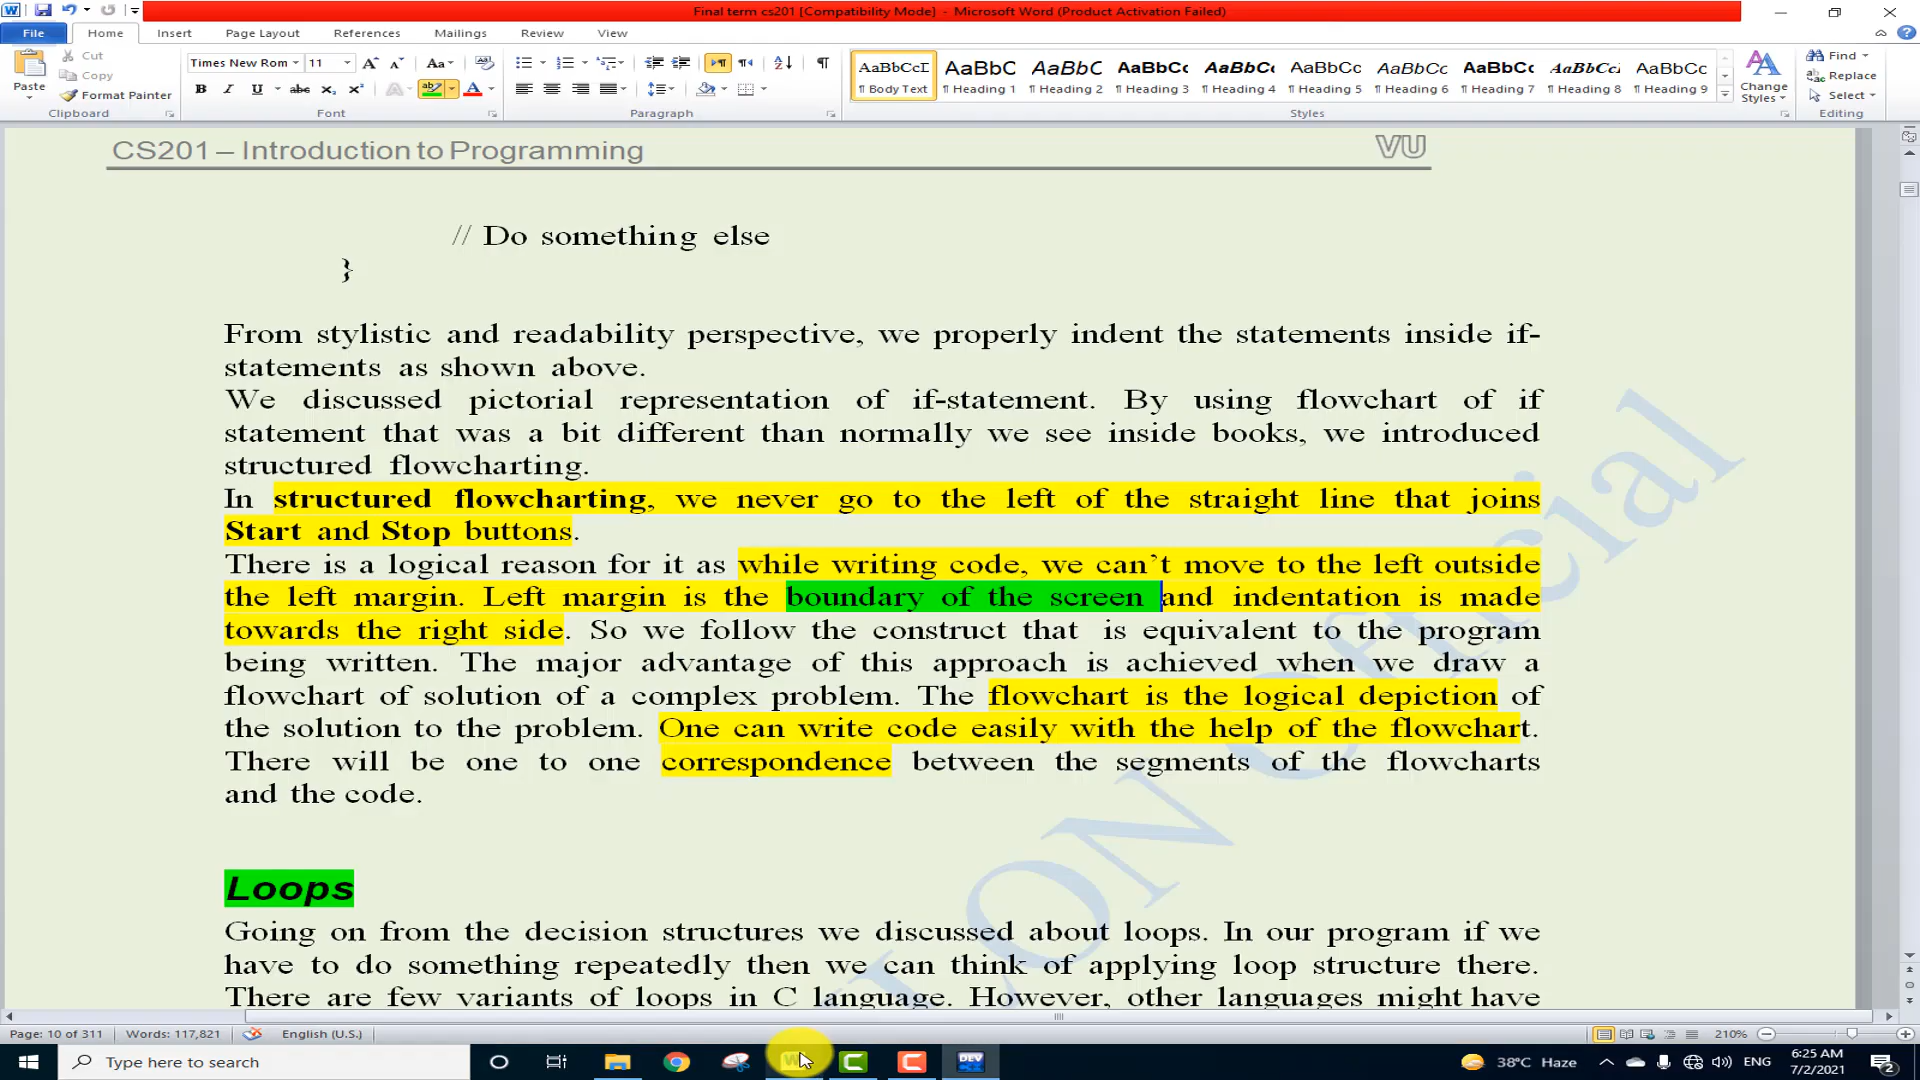 Final term cs201 [Compatibility Mode] - Microsoft Word (Product Activation Failed)
File Home Insert Page Layout References Mailings Review View
Paste
Cut
Copy
Format Painter
Clipboard
Times New Rom 11
Font
Paragraph
AaBbCcD AaBbC AaBbC AaBbCc AaBbCc AaBbCc AaBbCc AaBbCc AaBbCcI AaBbCc
¶ Body Text ¶ Heading 1 ¶ Heading 2 ¶ Heading 3 ¶ Heading 4 ¶ Heading 5 ¶ Heading 6 ¶ Heading 7 ¶ Heading 8 ¶ Heading 9
Styles
Change Styles
Find
Replace
Select
Editing
CS201 – Introduction to Programming VU
// Do something else
}
From stylistic and readability perspective, we properly indent the statements inside if-
statements as shown above.
We discussed pictorial representation of if-statement. By using flowchart of if
statement that was a bit different than normally we see inside books, we introduced
structured flowcharting.
In structured flowcharting, we never go to the left of the straight line that joins
Start and Stop buttons.
There is a logical reason for it as while writing code, we can’t move to the left outside
the left margin. Left margin is the boundary of the screen and indentation is made
towards the right side. So we follow the construct that is equivalent to the program
being written. The major advantage of this approach is achieved when we draw a
flowchart of solution of a complex problem. The flowchart is the logical depiction of
the solution to the problem. One can write code easily with the help of the flowchart.
There will be one to one correspondence between the segments of the flowcharts
and the code.
Loops
Going on from the decision structures we discussed about loops. In our program if we
have to do something repeatedly then we can think of applying loop structure there.
There are few variants of loops in C language. However, other languages might have
LON Official
Page: 10 of 311 Words: 117,821 English (U.S.) 210%
Type here to search
DEV
38°C Haze ENG
6:25 AM
7/2/2021
2